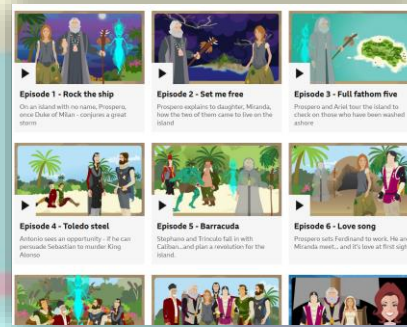 Episode 1 - Rock the ship
On an island with no name, Prospero,
once Duke of Milan - conjures a great
storm
Episode 2 - Set me free
Prospero explains to daughter, Miranda,
how the two of them came to live on the
island
Episode 3 - Full fathom five
Prospero and Ariel tour the island to
check on those who have been washed
ashore
Episode 4 - Toledo steel
Antonio sees an opportunity - if he can
persuade Sebastian to murder King
Alonso
Episode 5 - Barracuda
Stephano and Trinculo fall in with
Caliban...and plan a revolution for the
island.
Episode 6 - Love song
Prospero sets Ferdinand to work. He an
Miranda meet... and it's love at first sigh